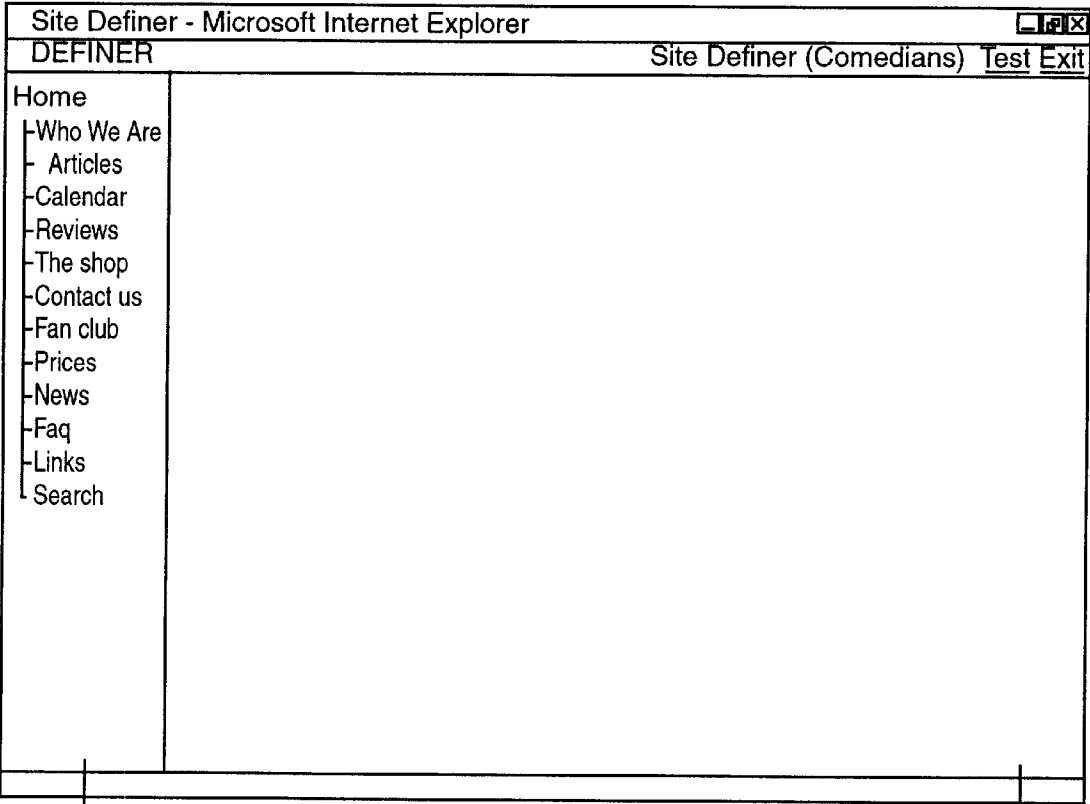 Site Definer - Microsoft Internet Explorer
DEFINER
Site Definer (Comedians) Test Exit
Home
Who We Are
Articles
Calendar
Reviews
The shop
Contact us
Fan club
Prices
News
Faq
Links
Search